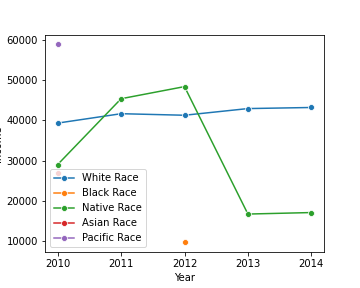 60000
50000
40000
30000
20000
10000
White Race
Black Race
Native Race
Asian Race
Pacific Race
2010 2011 2012 2013 2014
Year